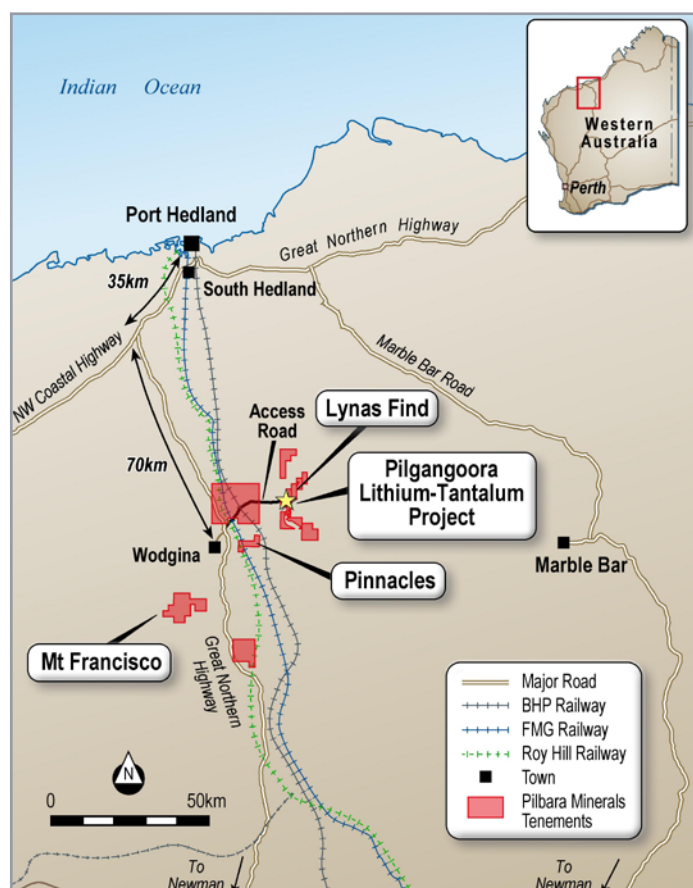 Indian Ocean
Western
Australia
Perth
Port Hedland
Great Northern Highway
35km
South Hedland
NW Coastal Highway
Marble Bar Road
Access
Road
Lynas Find
70km
Pilgangoora
Lithium-Tantalum
Project
Wodgina
Marble Bar
Pinnacles
Mt Francisco
Great Northern
Highway
Major Road
BHP Railway
FMG Railway
Roy Hill Railway
Town
Pilbara Minerals
Tenements
N
0 50km
To
Newman
To
Newman